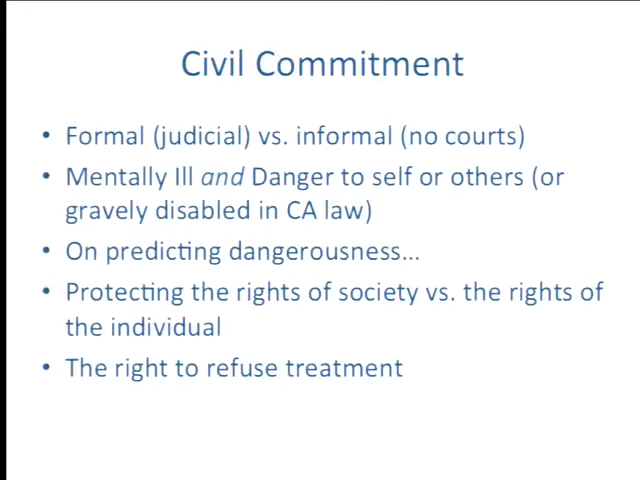 Civil Commitment
• Formal (judicial) vs. informal (no courts)
• Mentally Ill and Danger to self or others (or
gravely disabled in CA law)
• On predicting dangerousness…
• Protecting the rights of society vs. the rights of
the individual
• The right to refuse treatment